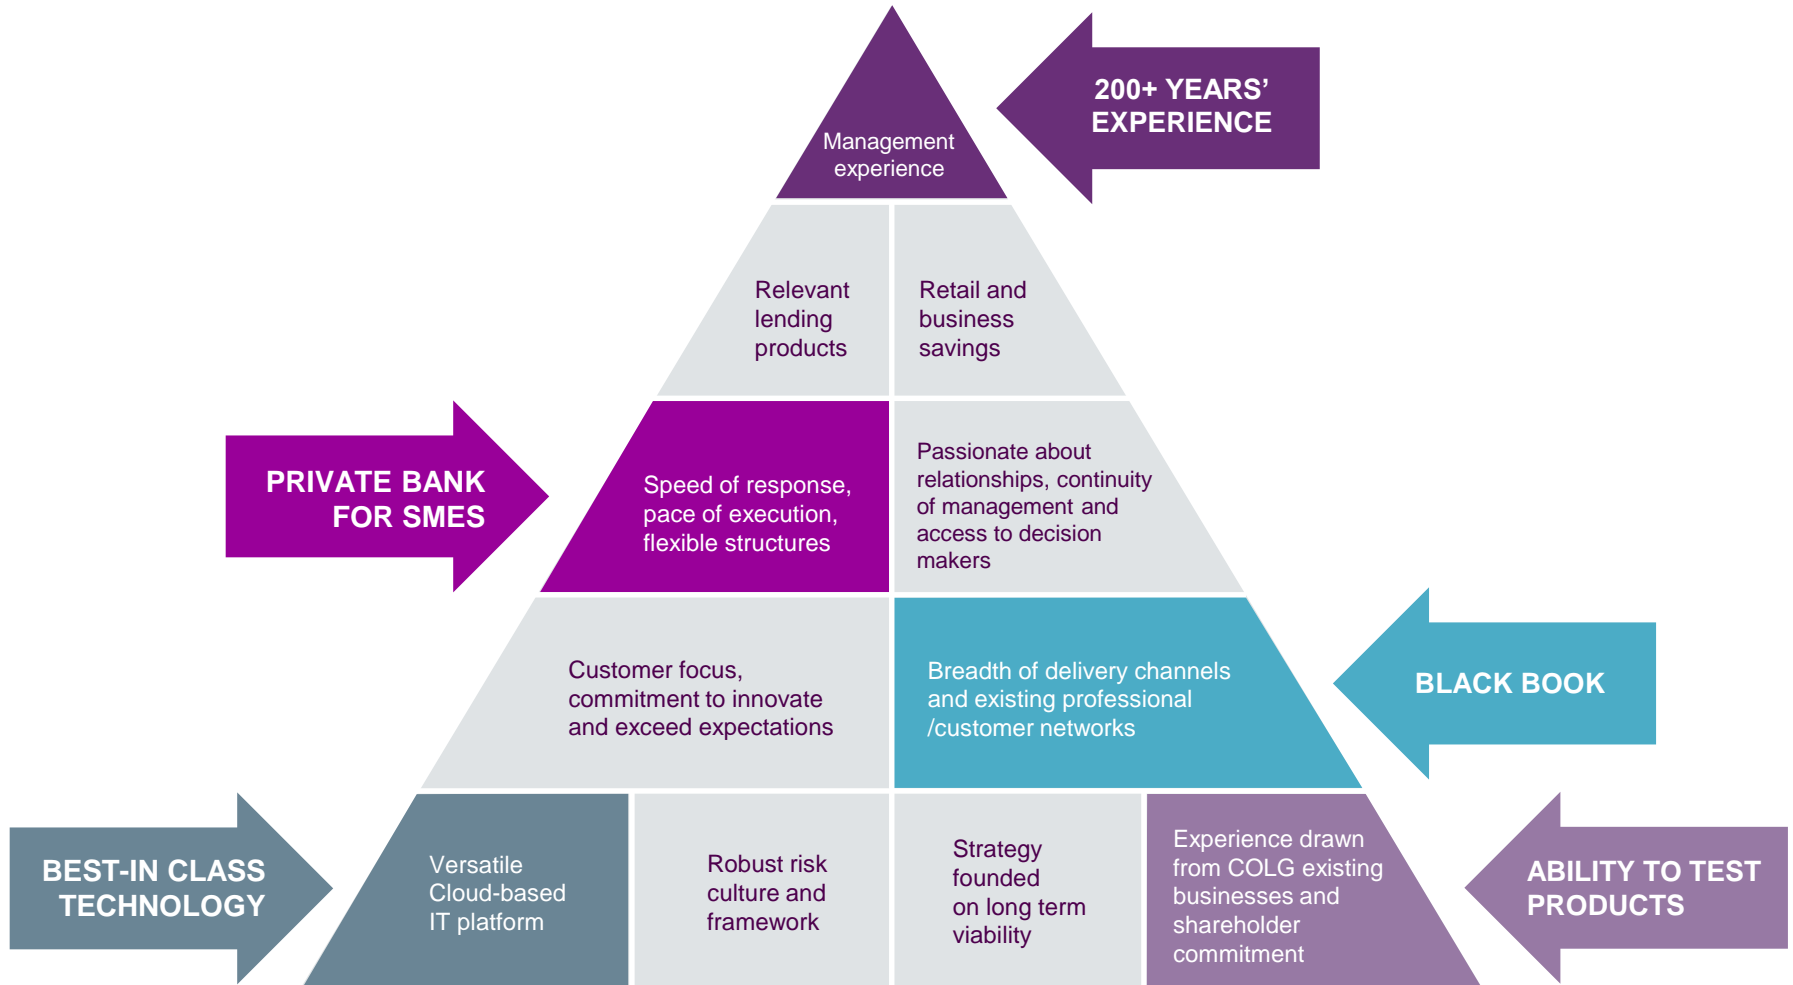 Management
experience
200+ YEARS’
EXPERIENCE
Relevant
lending
products
Retail and
business
savings
PRIVATE BANK
FOR SMES
Speed of response,
pace of execution,
flexible structures
Passionate about
relationships, continuity
of management and
access to decision
makers
Customer focus,
commitment to innovate
and exceed expectations
Breadth of delivery channels
and existing professional
/customer networks
BLACK BOOK
BEST-IN CLASS
TECHNOLOGY
Versatile
Cloud-based
IT platform
Robust risk
culture and
framework
Strategy
founded
on long term
viability
Experience drawn
from COLG existing
businesses and
shareholder
commitment
ABILITY TO TEST
PRODUCTS